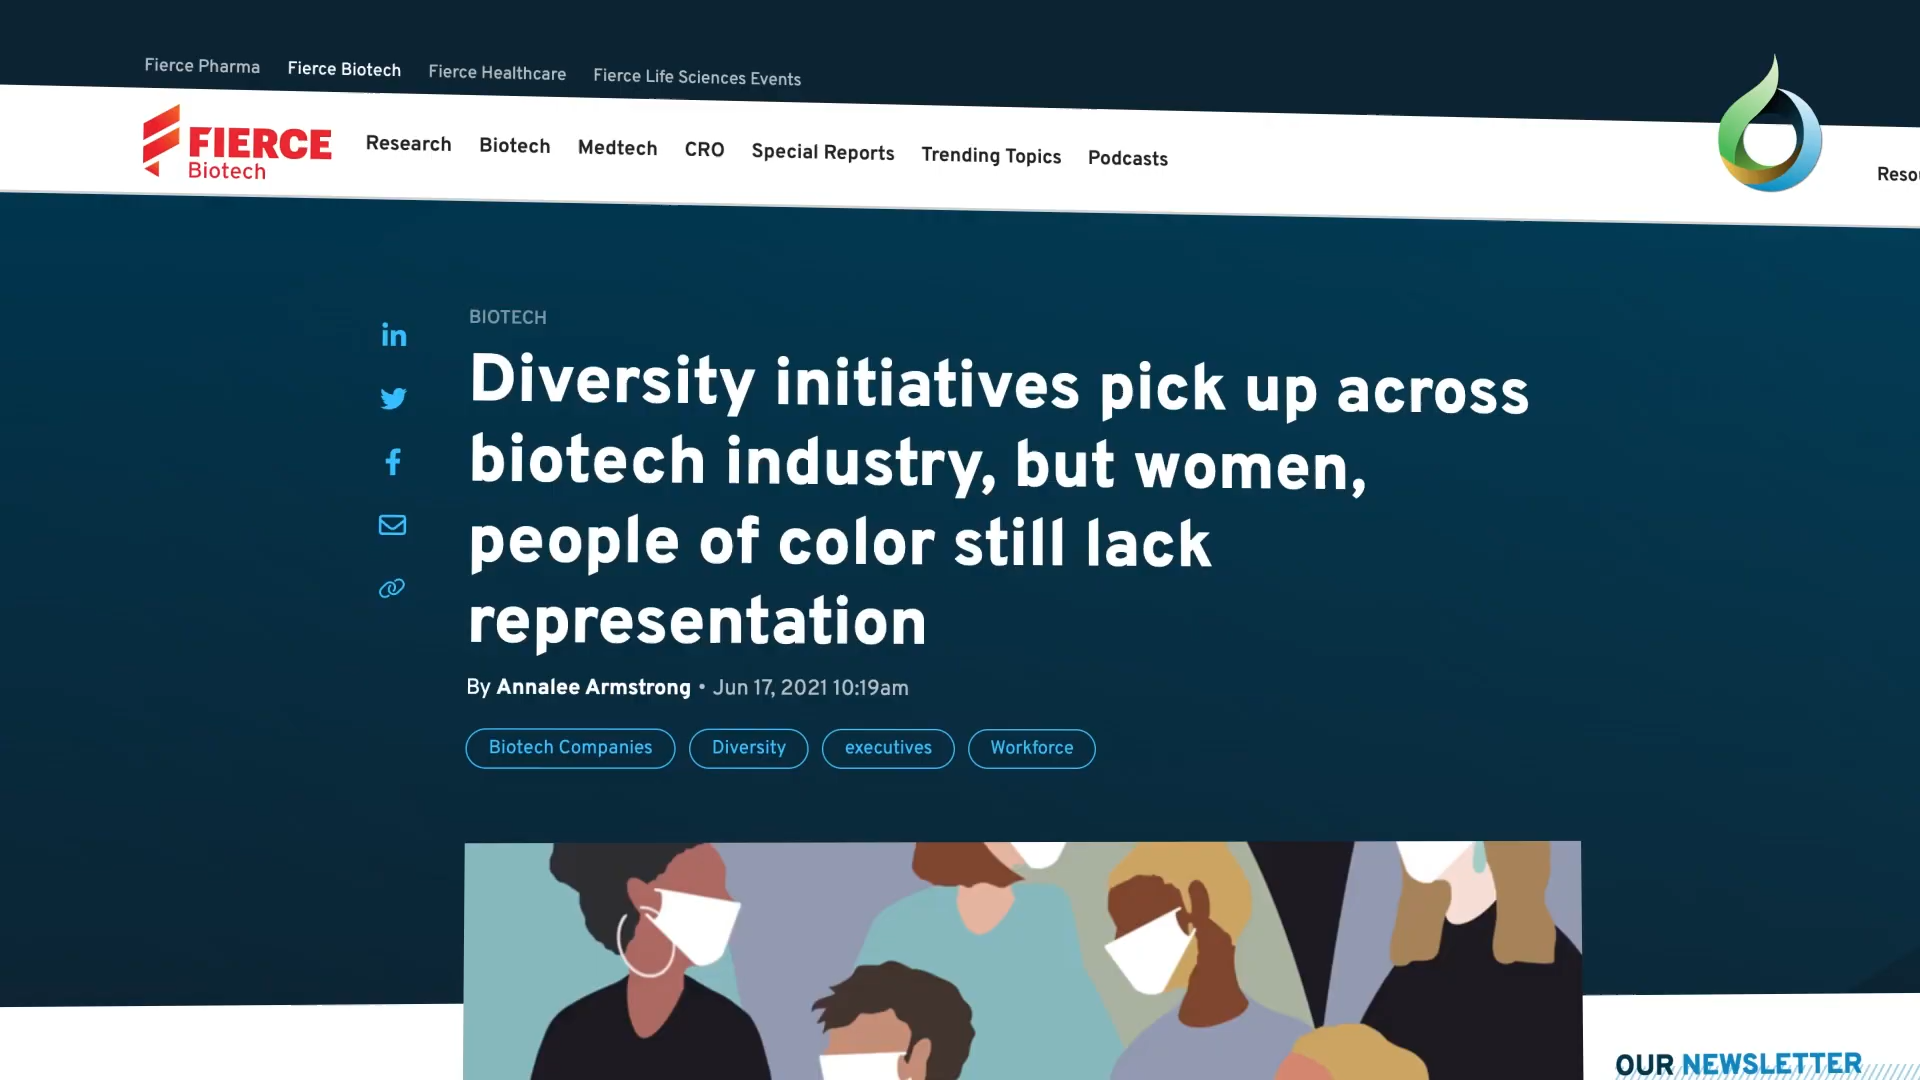 Fierce Pharma Fierce Biotech Fierce Healthcare Fierce Life Sciences Events
FIERCE
Biotech
Research Biotech Medtech CRO Special Reports Trending Topics Podcasts
BIOTECH
Diversity initiatives pick up across
biotech industry, but women,
people of color still lack
representation
By Annalee Armstrong • Jun 17, 2021 10:19am
Biotech Companies Diversity executives Workforce
OUR NEWSLETTER